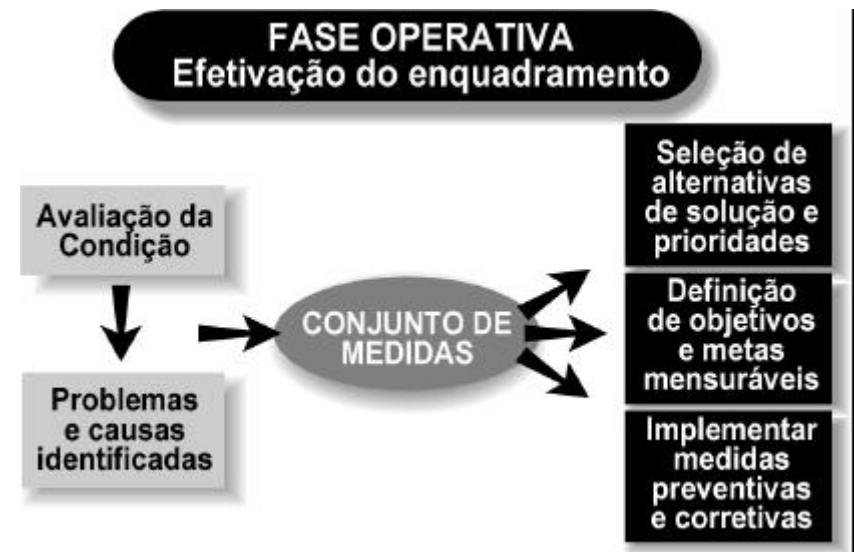 FASE OPERATIVA
Efetivação do enquadramento
Avaliação da
Condição
Problemas
e causas
identificadas
CONJUNTO DE
MEDIDAS
Seleção de
alternativas
de solução e
prioridades
Definição
de objetivos
e metas
mensuráveis
Implementar
medidas
preventivas
e corretivas